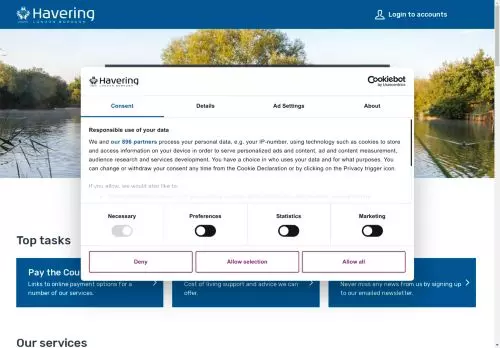 Havering
LONDON BOROUGH
Login to accounts
Havering
LONDON BOROUGH
Cookiebot
by Usercentrics
Consent
Details
Ad Settings
About
Responsible use of your data
We and our 896 partners process your personal data, e.g. your IP-number, using technology such as cookies to store
and access information on your device in order to serve personalized ads and content, ad and content measurement,
audience research and services development. You have a choice in who uses your data and for what purposes. You
can change or withdraw your consent any time from the Cookie Declaration or by clicking on the Privacy trigger icon.
If you allow, we would also like to:
Necessary
Preferences
Statistics
Marketing
Deny
Allow selection
Allow all
Top tasks
Pay the Cou
Links to online payment options for a
number of our services.
Cost of living support and advice we can
offer.
Never miss any news from us by signing up
to our emailed newsletter.
Our services